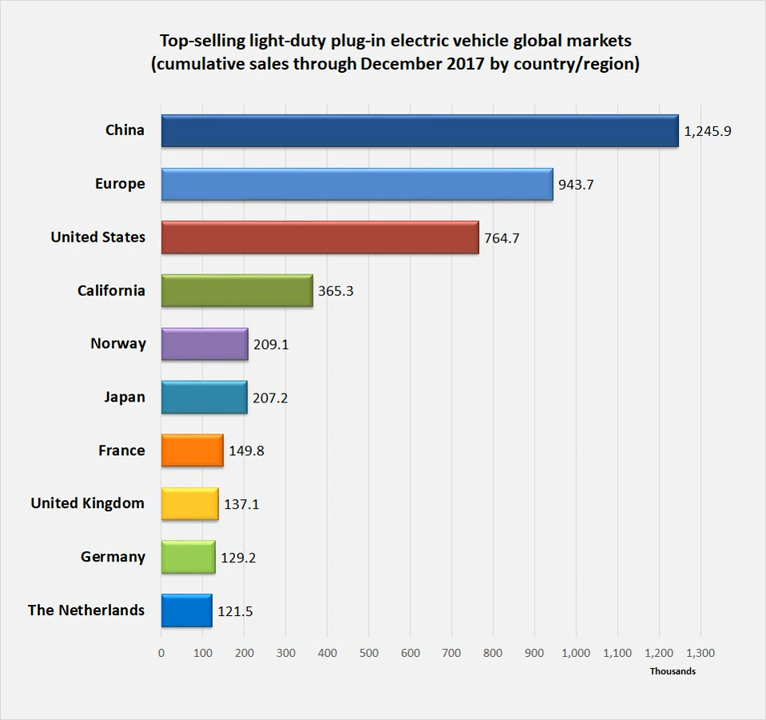 Top-selling light-duty plug-in electric vehicle global markets
(cumulative sales through December 2017 by country/region)
China 1,245.9
Europe 943.7
United States 764.7
California 365.3
Norway 209.1
Japan 207.2
France 149.8
United Kingdom 137.1
Germany 129.2
The Netherlands 121.5
0 100 200 300 400 500 600 700 800 900 1,000 1,100 1,200 1,300
Thousands